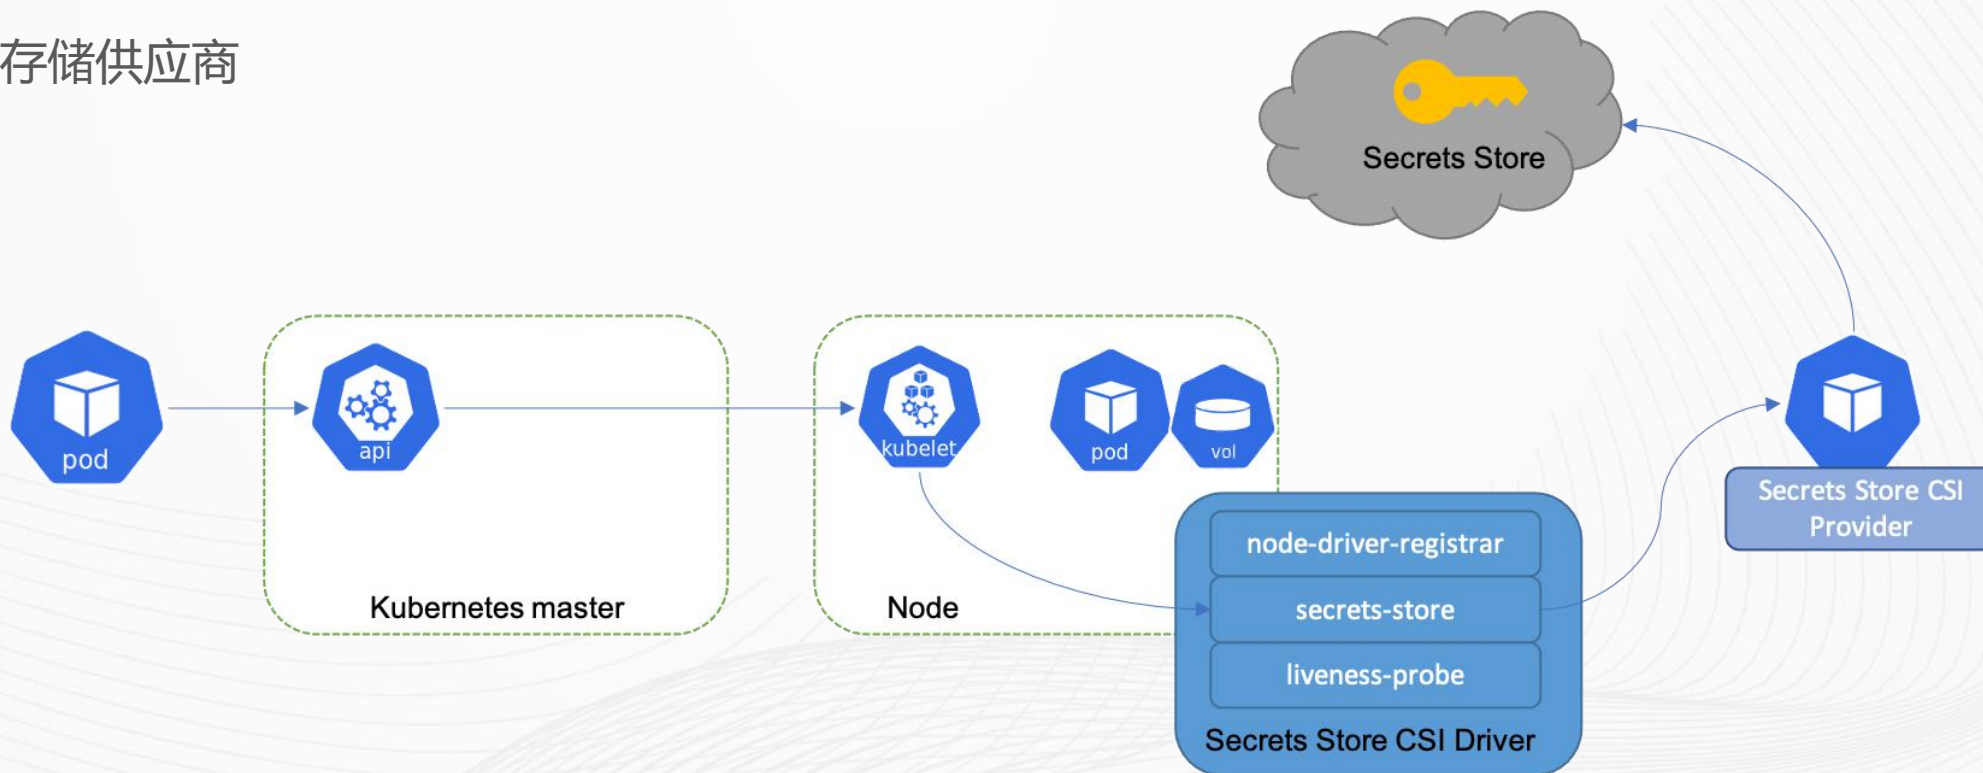 存储供应商
Secrets Store
pod
api
kubelet
pod
vol
Kubernetes master
Node
node-driver-registrar
secrets-store
liveness-probe
Secrets Store CSI Driver
Secrets Store CSI
Provider